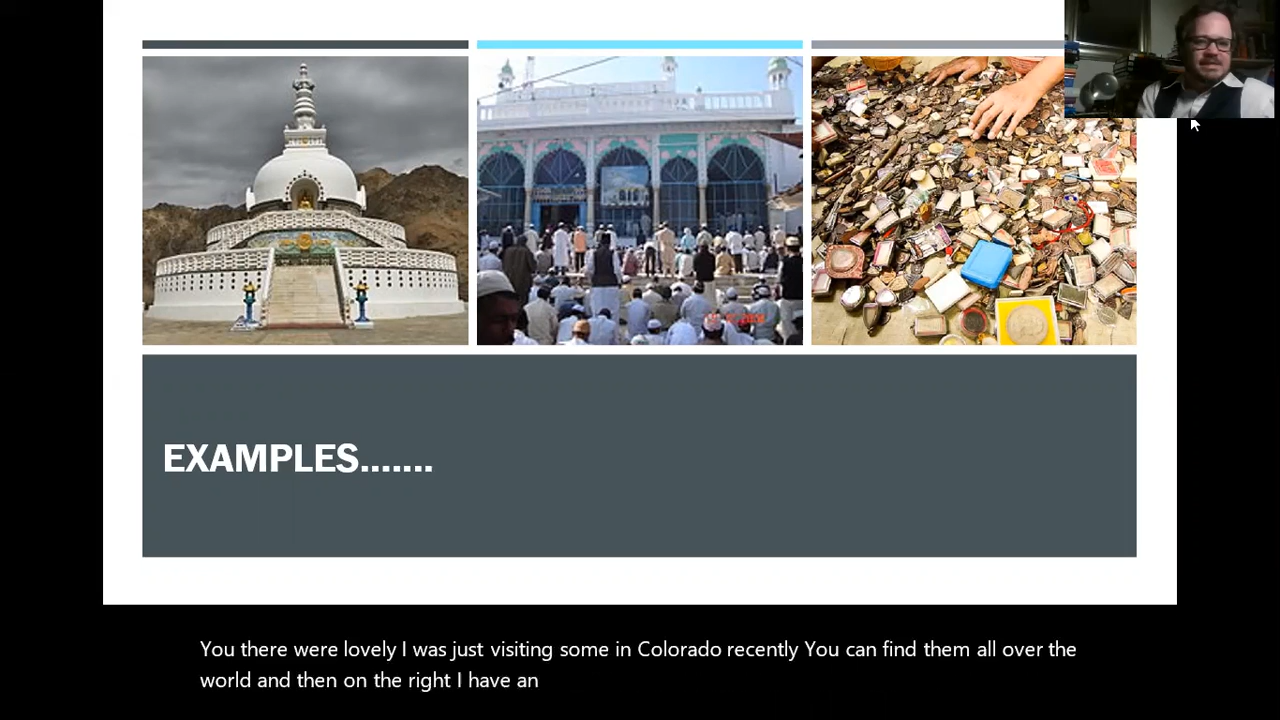 EXAMPLES.......
You there were lovely I was just visiting some in Colorado recently You can find them all over the
world and then on the right I have an